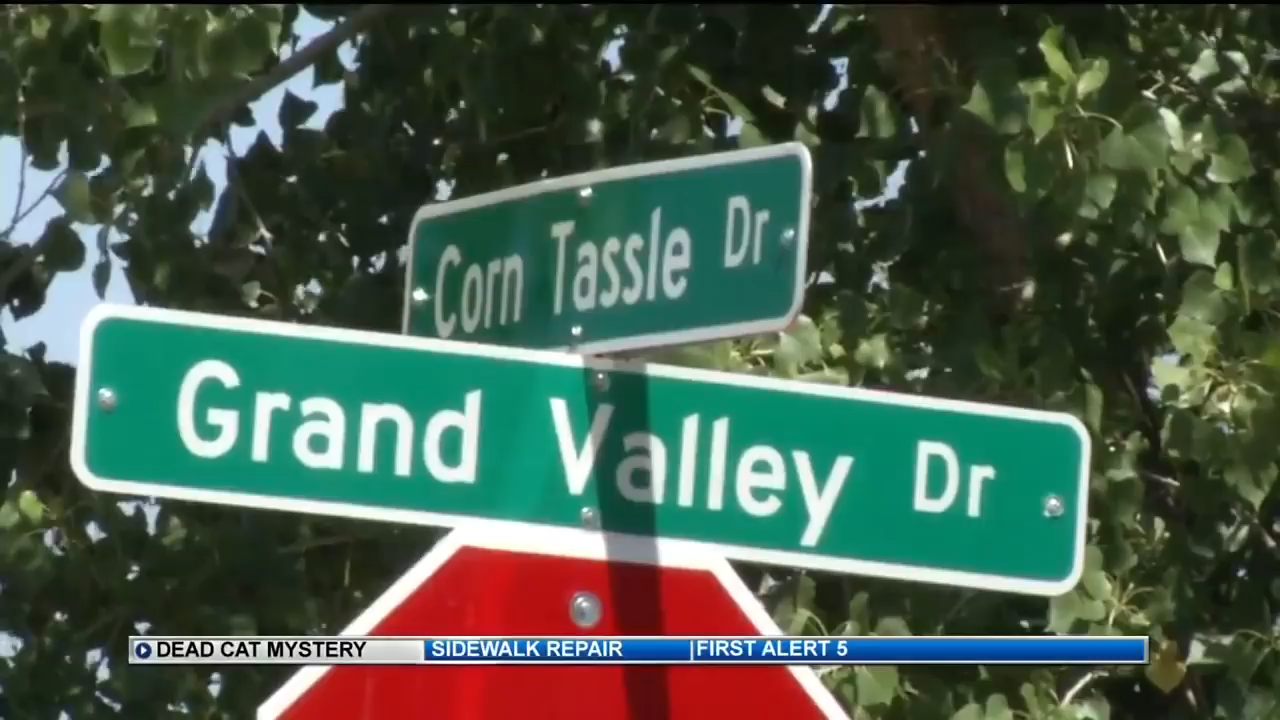 Corn Tassle Dr
Grand Valley Dr
DEAD CAT MYSTERY SIDEWALK REPAIR |FIRST ALERT 5